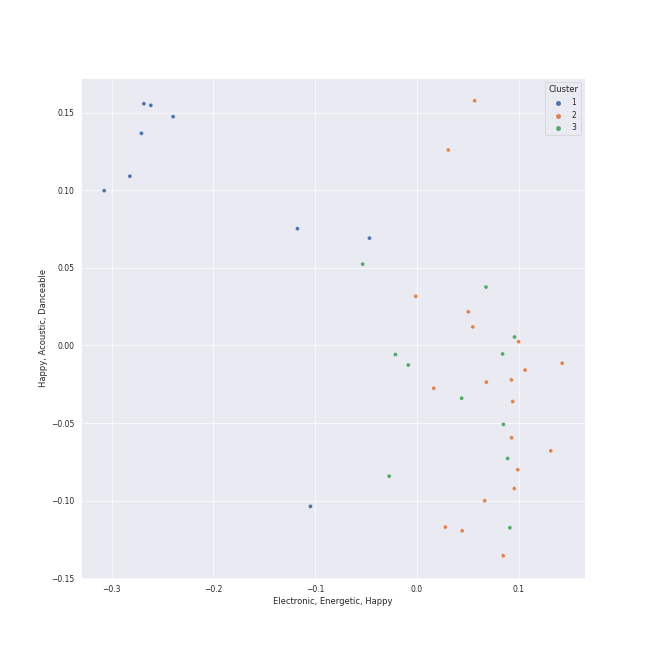 Cluster
1
2
3
0.15
0.10
0.05
0.00
−0.05
−0.10
−0.15
Happy, Acoustic, Danceable
−0.3 −0.2 −0.1 0.0 0.1
Electronic, Energetic, Happy